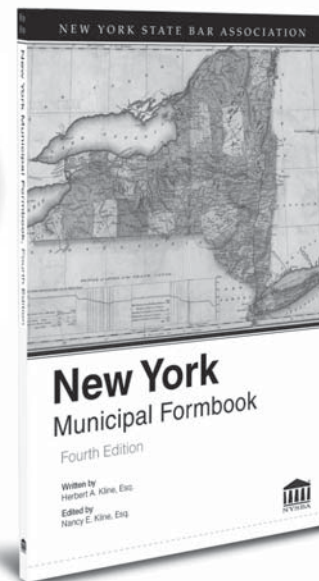 NEW YORK STATE BAR ASSOCIATION
New York Municipal Formbook, Fourth Edition
New York
Municipal Formbook
Fourth Edition
Written by
Herbert A. Kline, Esq.
Edited by
Nancy E. Kline, Esq.
NYSBA